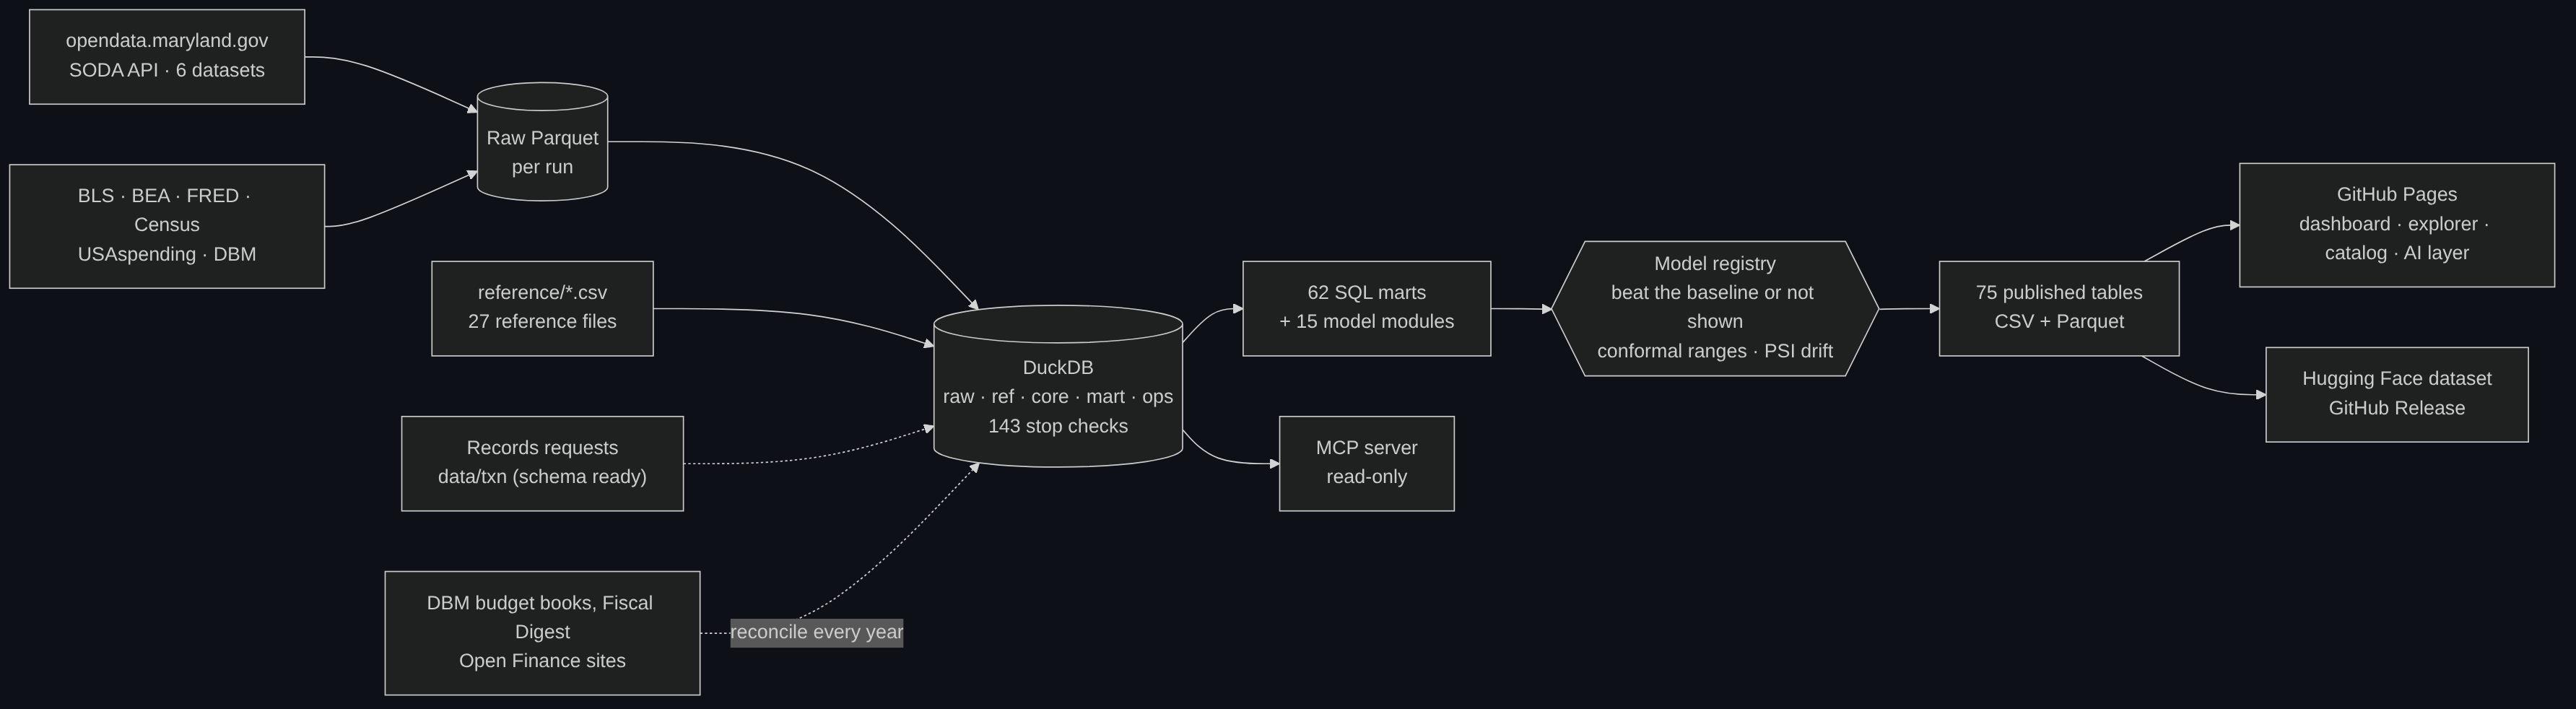 opendata.maryland.gov
SODA API · 6 datasets
BLS · BEA · FRED ·
Census
USAspending · DBM
Raw Parquet
per run
reference/*.csv
27 reference files
Records requests
data/txn (schema ready)
DBM budget books, Fiscal
Digest
Open Finance sites
reconcile every year
DuckDB
raw · ref · core · mart · ops
143 stop checks
62 SQL marts
+ 15 model modules
MCP server
read-only
Model registry
beat the baseline or not
shown
conformal ranges · PSI drift
75 published tables
CSV + Parquet
GitHub Pages
dashboard · explorer ·
catalog · AI layer
Hugging Face dataset
GitHub Release